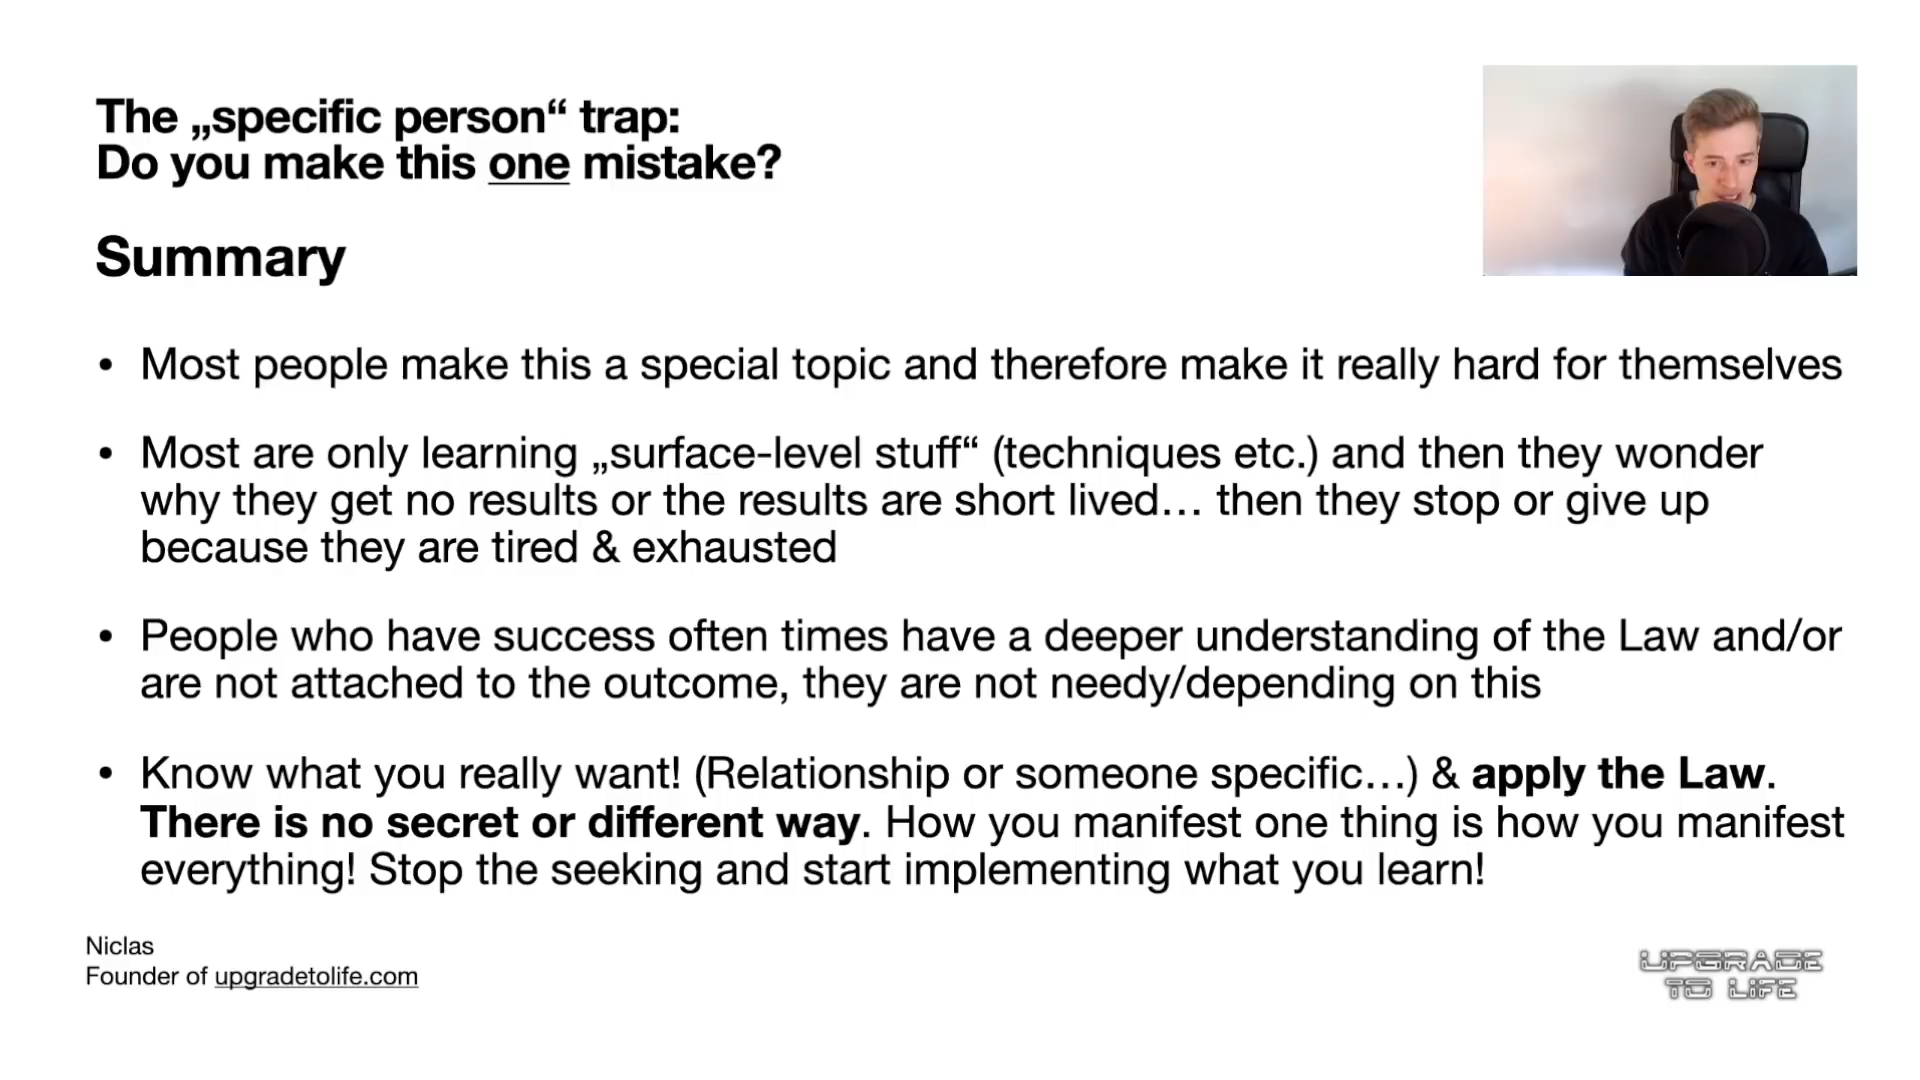 The „specific person“ trap:
Do you make this one mistake?
Summary
• Most people make this a special topic and therefore make it really hard for themselves
• Most are only learning „surface-level stuff“ (techniques etc.) and then they wonder
why they get no results or the results are short lived… then they stop or give up
because they are tired & exhausted
• People who have success often times have a deeper understanding of the Law and/or
are not attached to the outcome, they are not needy/depending on this
• Know what you really want! (Relationship or someone specific…) & apply the Law.
There is no secret or different way. How you manifest one thing is how you manifest
everything! Stop the seeking and start implementing what you learn!
Niclas
Founder of upgradetolife.com
UPGRADE
TO LIFE